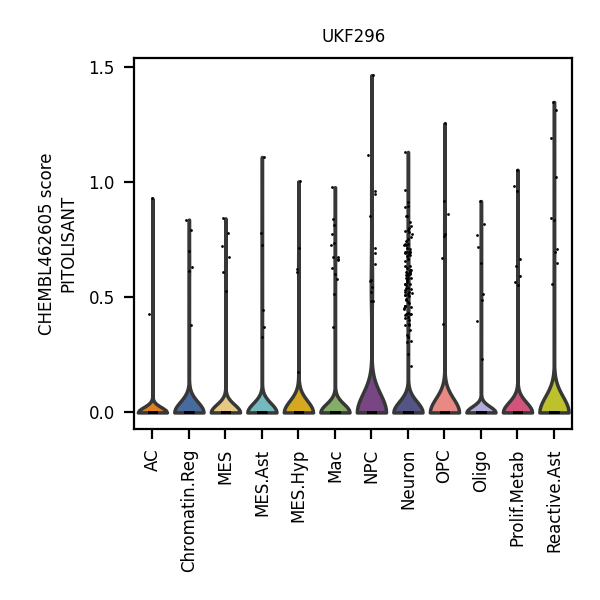 UKF296
CHEMBL462605 score
PITOLISANT
1.5
1.0
0.5
0.0
AC
Chromatin.Reg
MES
MES.Ast
MES.Hyp
Mac
NPC
Neuron
OPC
Oligo
Prolif.Metab
Reactive.Ast